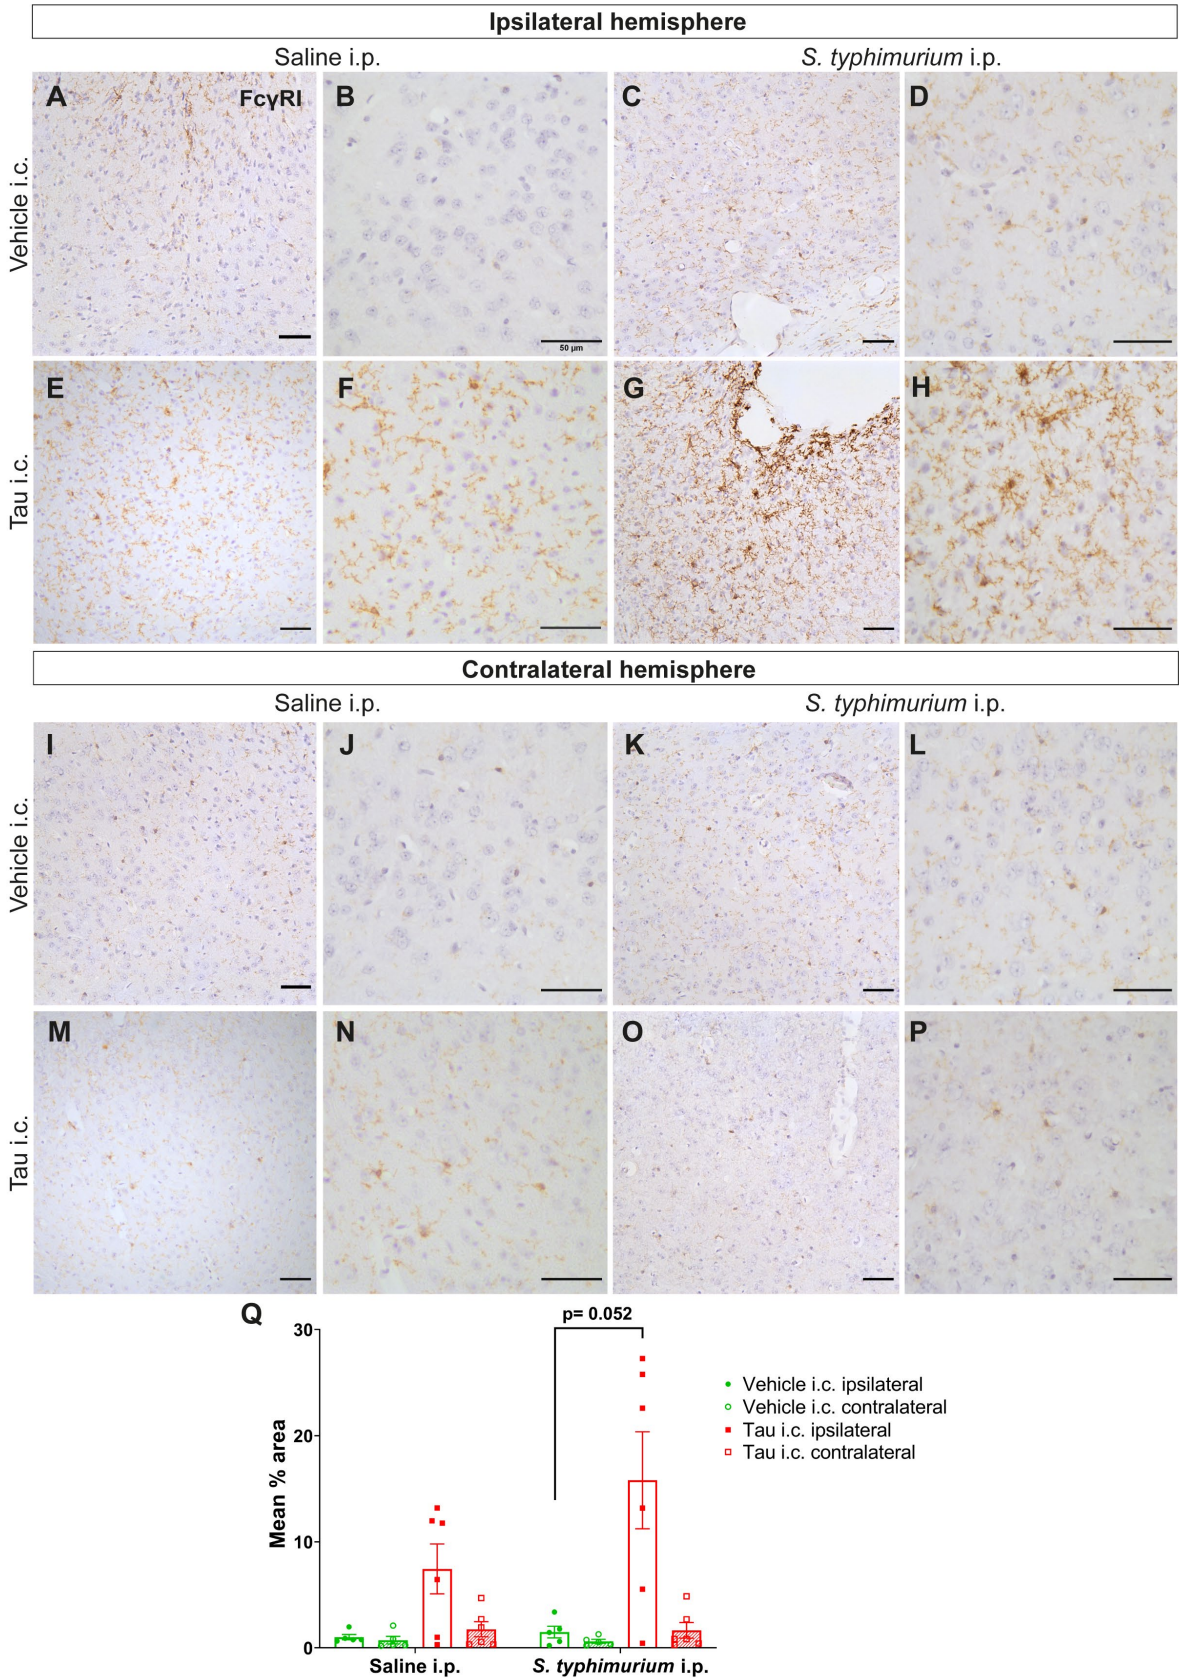 Ipsilateral hemisphere
Saline i.p.
S. typhimurium i.p.
Vehicle i.c.
A
FcγRI
B
50 µm
C
D
Tau i.c.
E
F
G
H
Contralateral hemisphere
Saline i.p.
S. typhimurium i.p.
Vehicle i.c.
I
J
K
L
Tau i.c.
M
N
O
P
Q
p= 0.052
Mean % area
30
20
10
0
Saline i.p.
S. typhimurium i.p.
Vehicle i.c. ipsilateral
Vehicle i.c. contralateral
Tau i.c. ipsilateral
Tau i.c. contralateral